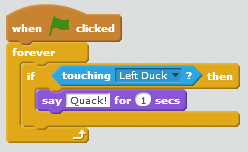 when clicked
forever
if touching Left Duck ? then
say Quack! for 1 secs